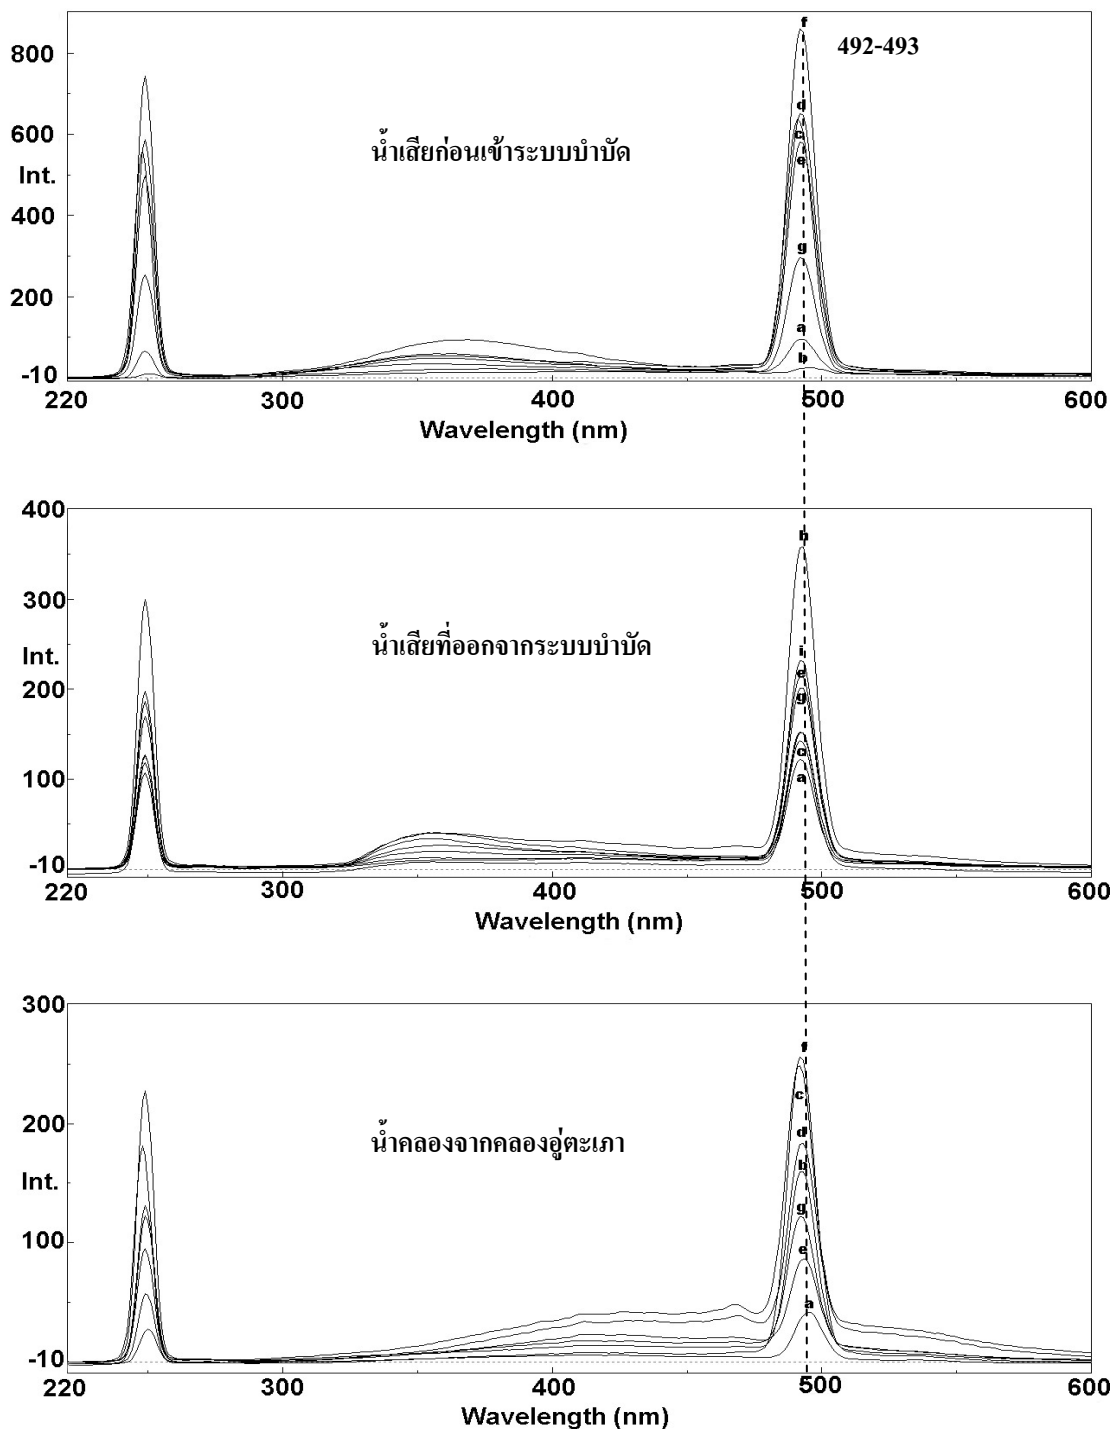 800
f
492-493
d
600
c
น้ำเสียก่อนเข้าระบบบำบัด
e
Int.
400
g
200
a
b
-10
220 300 400 500 600
Wavelength (nm)
400
h
300
น้ำเสียที่ออกจากระบบบำบัด
i
Int.
e
200
g
c
100
a
-10
220 300 400 500 600
Wavelength (nm)
300
f
c
200
d
น้ำคลองจากคลองอู่ตะเภา
b
Int.
g
100
e
a
-10
220 300 400 500 600
Wavelength (nm)